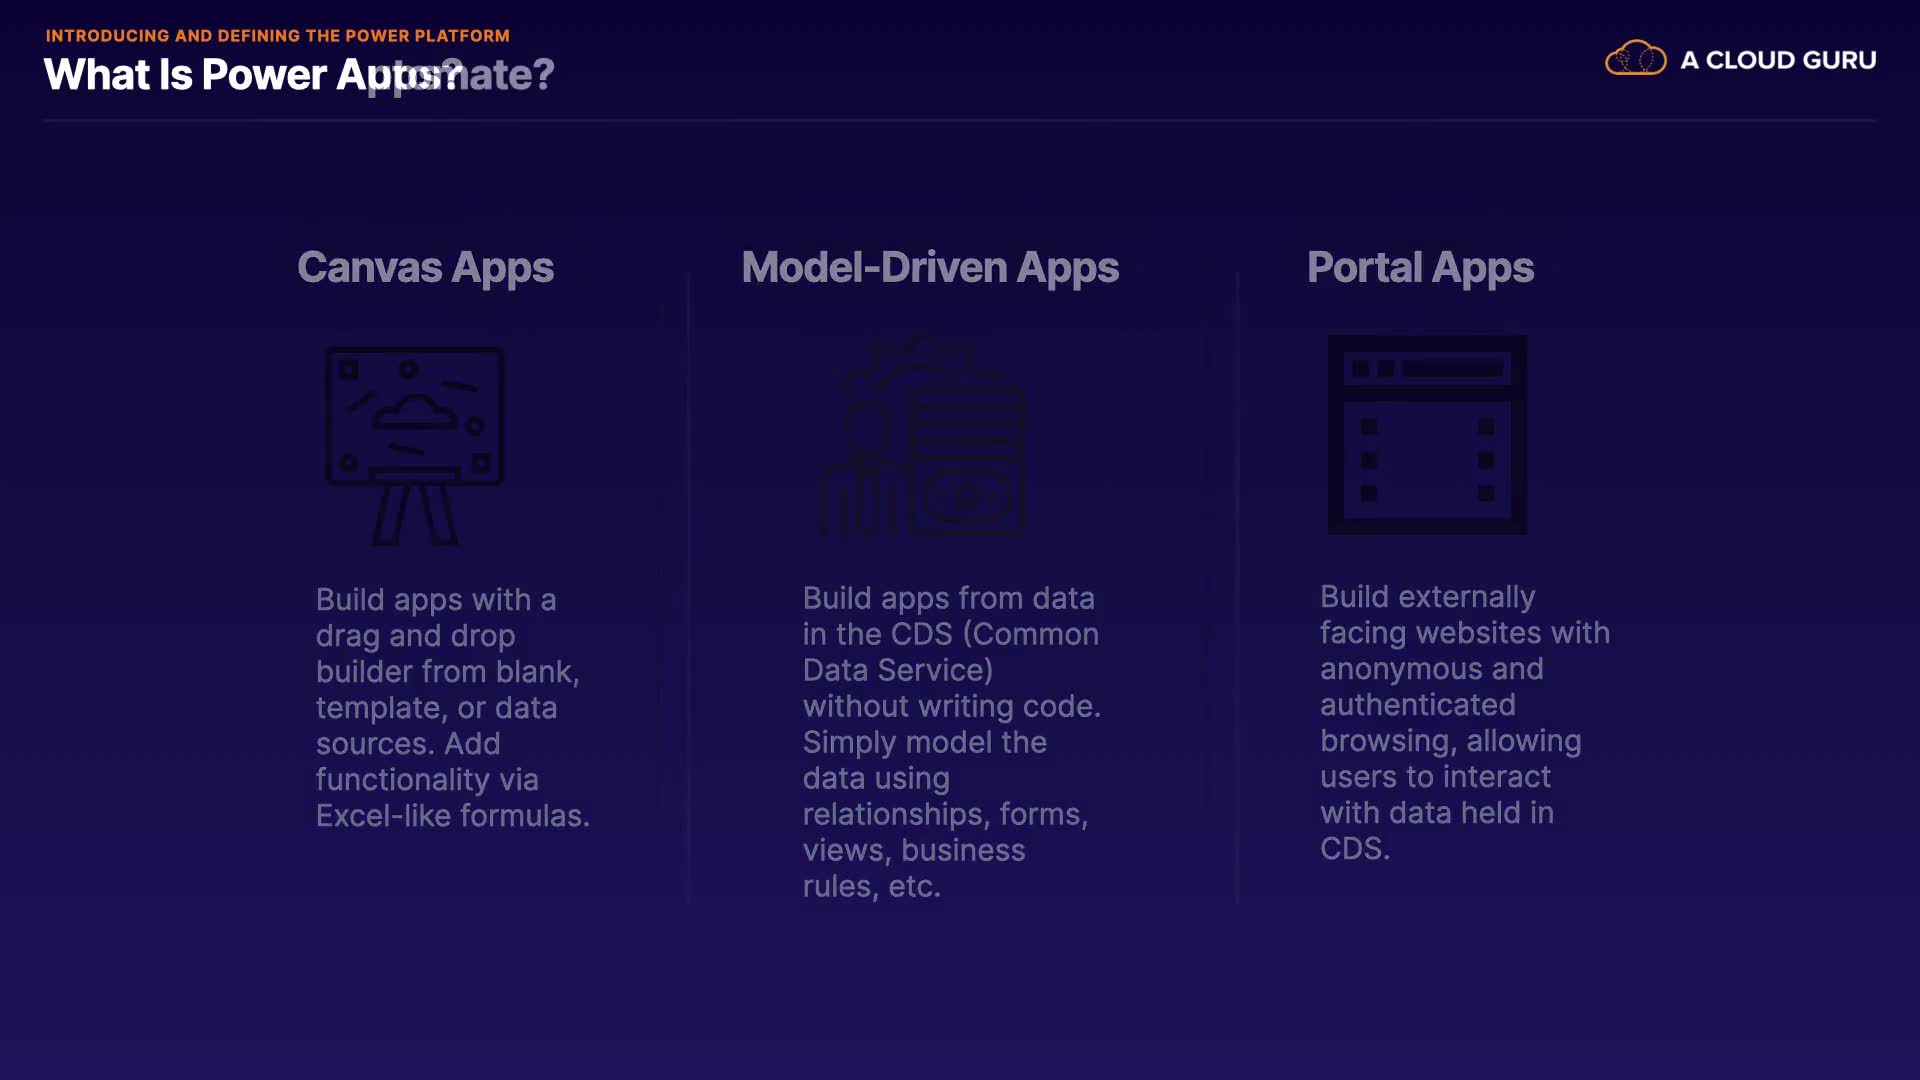 INTRODUCING AND DEFINING THE POWER PLATFORM
What Is Power Apps?
A CLOUD GURU
Canvas Apps
Model-Driven Apps
Portal Apps
Build apps with a
drag and drop
builder from blank,
template, or data
sources. Add
functionality via
Excel-like formulas.
Build apps from data
in the CDS (Common
Data Service)
without writing code.
Simply model the
data using
relationships, forms,
views, business
rules, etc.
Build externally
facing websites with
anonymous and
authenticated
browsing, allowing
users to interact
with data held in
CDS.